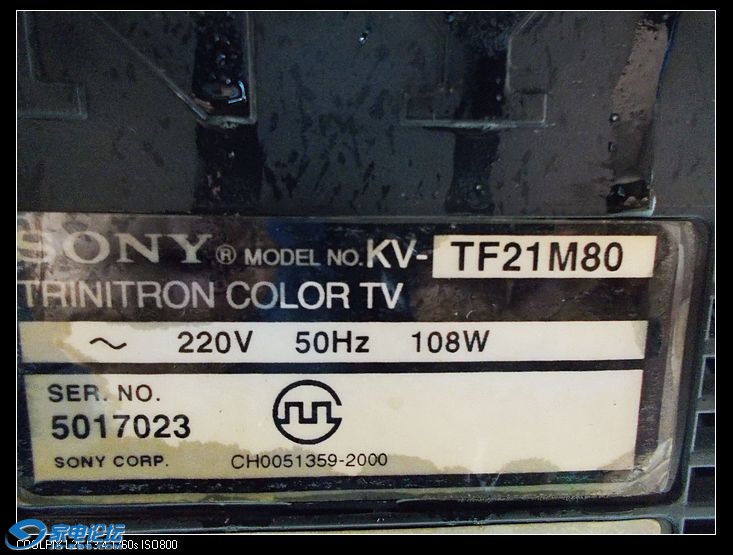 SONY ® MODEL NO. KV- TF21M80
TRINITRON COLOR TV
~ 220V 50Hz 108W
SER. NO.
5017023
SONY CORP. CH0051359-2000
家电论坛